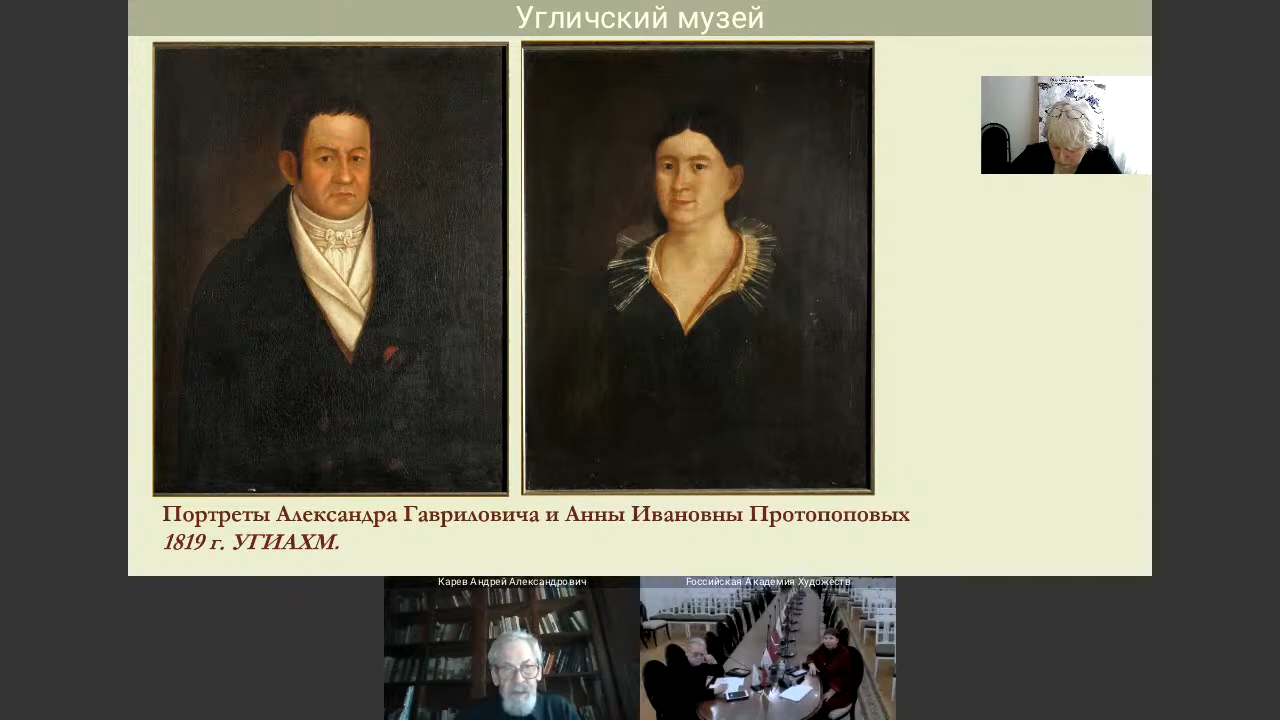 Угличский музей
Портреты Александра Гавриловича и Анны Ивановны Протопоповых
1819 г. УГИАХМ.
Карев Андрей Александрович
Российская Академия Художеств